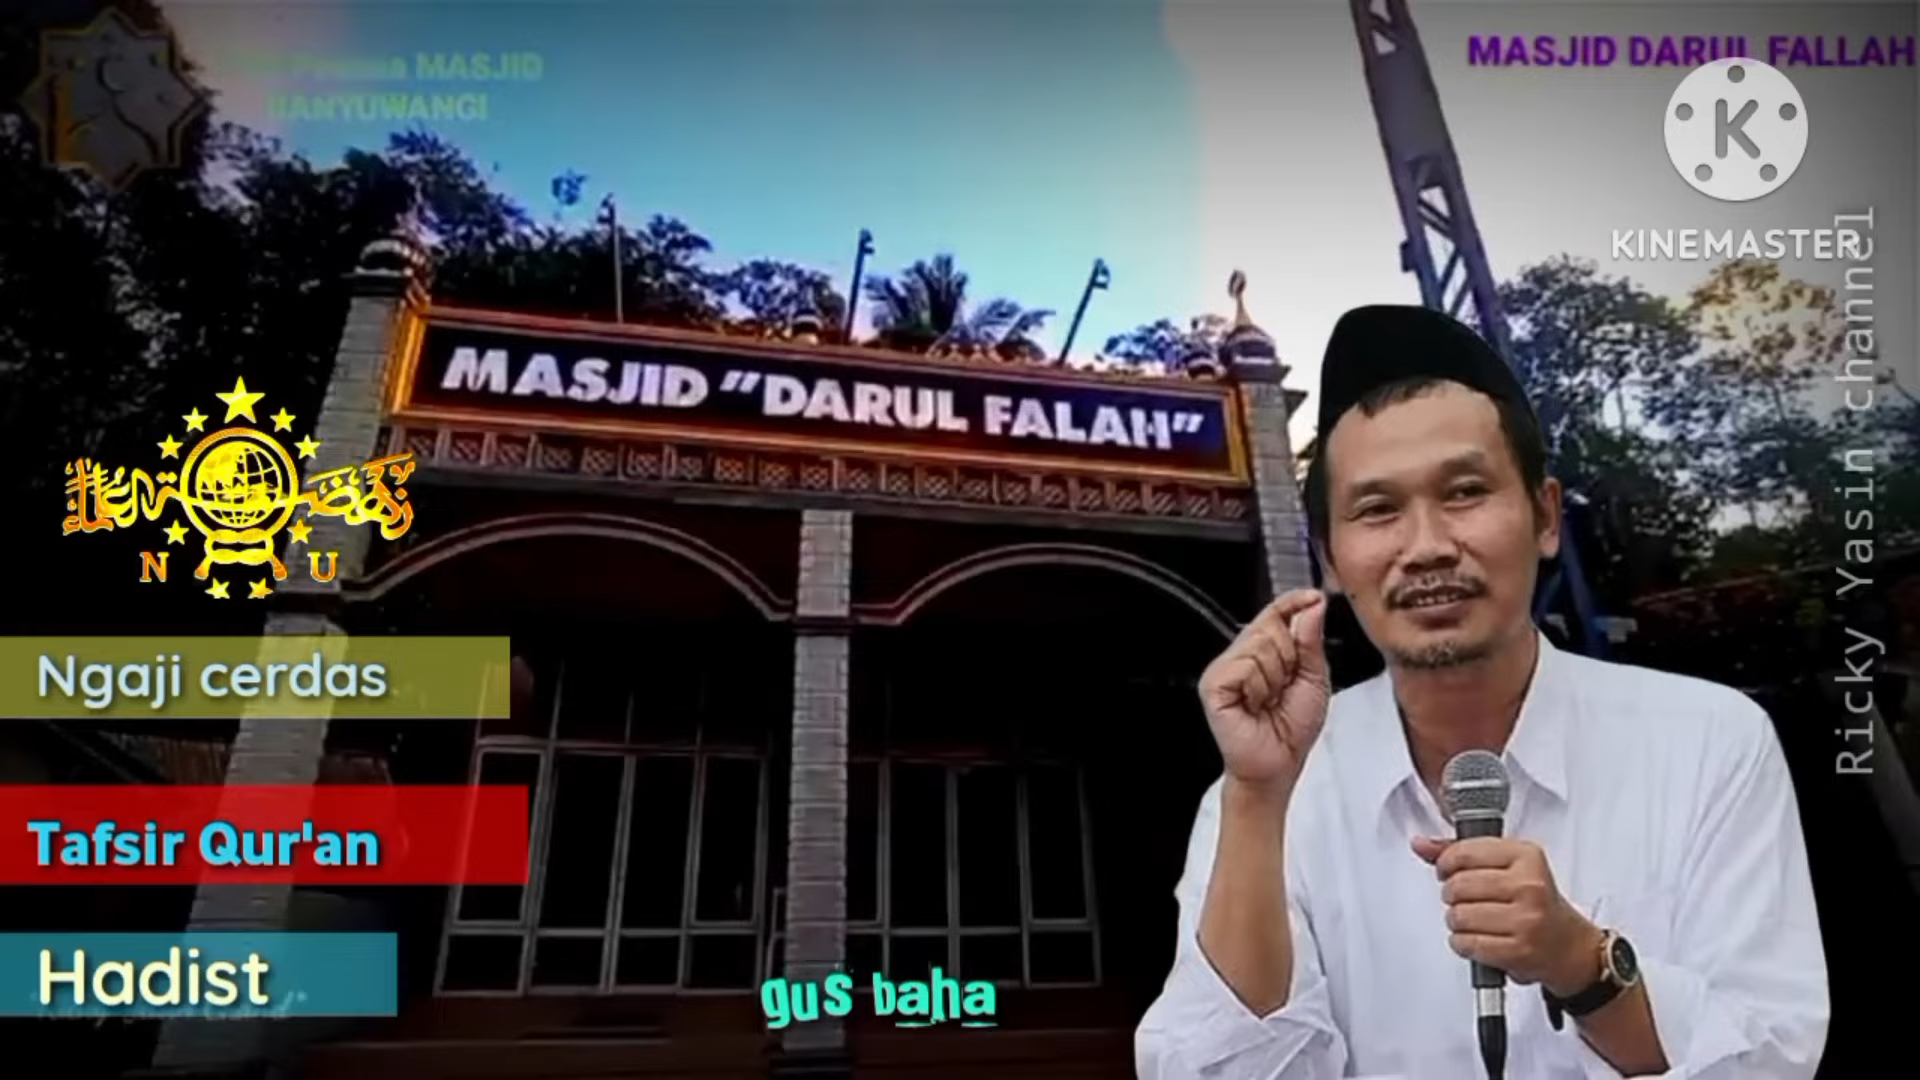 MASJID
BANYUWANGI
MASJID DARUL FALLAH
K
KINEMASTER
Ricky Yasin channel
MASJID "DARUL FALAH"
N U
Ngaji cerdas
Tafsir Qur'an
Hadist
gus baha